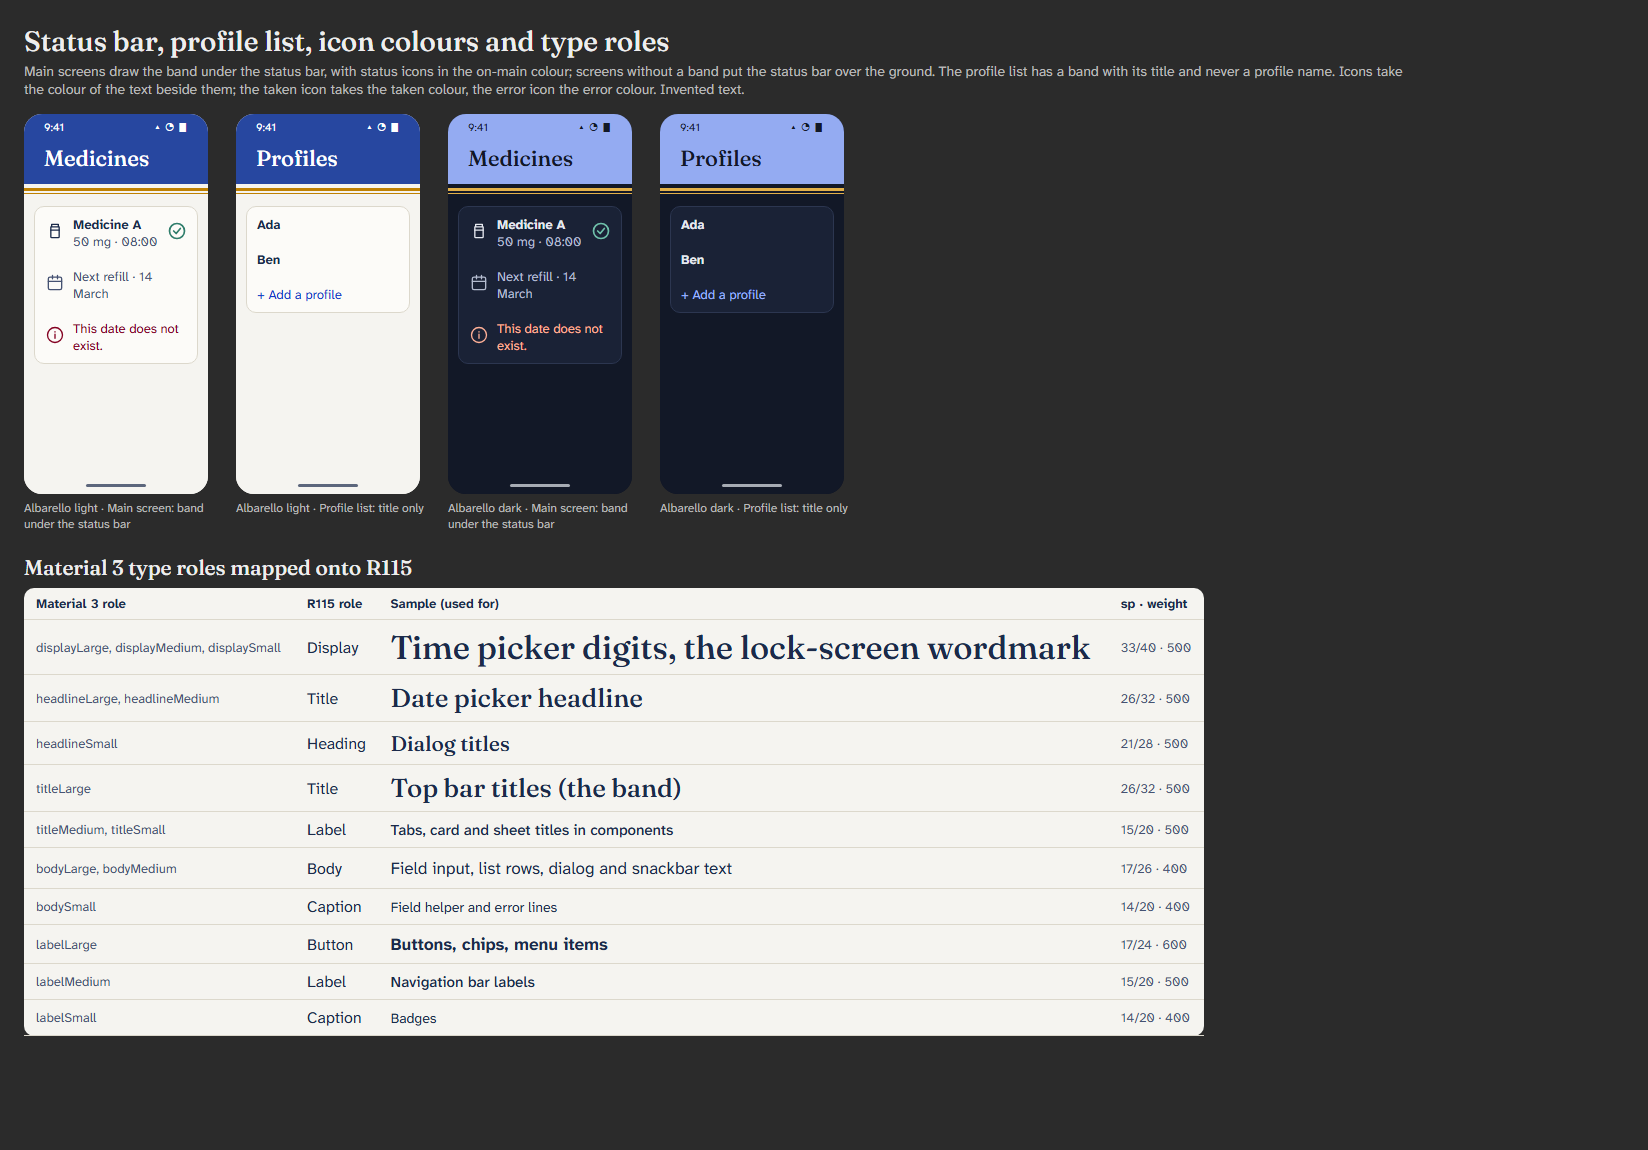 Status bar, profile list, icon colours and type roles
Main screens draw the band under the status bar, with status icons in the on-main colour; screens without a band put the status bar over the ground. The profile list has a band with its title and never a profile name. Icons take
the colour of the text beside them; the taken icon takes the taken colour, the error icon the error colour. Invented text.
9:41
Medicines
Medicine A
50 mg · 08:00
Next refill · 14
March
This date does not
exist.
Albarello light · Main screen: band
under the status bar
9:41
Profiles
Ada
Ben
+ Add a profile
Albarello light · Profile list: title only
9:41
Medicines
Medicine A
50 mg · 08:00
Next refill · 14
March
This date does not
exist.
Albarello dark · Main screen: band
under the status bar
9:41
Profiles
Ada
Ben
+ Add a profile
Albarello dark · Profile list: title only
Material 3 type roles mapped onto R115
Material 3 role R115 role Sample (used for) sp · weight
displayLarge, displayMedium, displaySmall Display Time picker digits, the lock-screen wordmark 33/40 · 500
headlineLarge, headlineMedium Title Date picker headline 26/32 · 500
headlineSmall Heading Dialog titles 21/28 · 500
titleLarge Title Top bar titles (the band) 26/32 · 500
titleMedium, titleSmall Label Tabs, card and sheet titles in components 15/20 · 500
bodyLarge, bodyMedium Body Field input, list rows, dialog and snackbar text 17/26 · 400
bodySmall Caption Field helper and error lines 14/20 · 400
labelLarge Button Buttons, chips, menu items 17/24 · 600
labelMedium Label Navigation bar labels 15/20 · 500
labelSmall Caption Badges 14/20 · 400